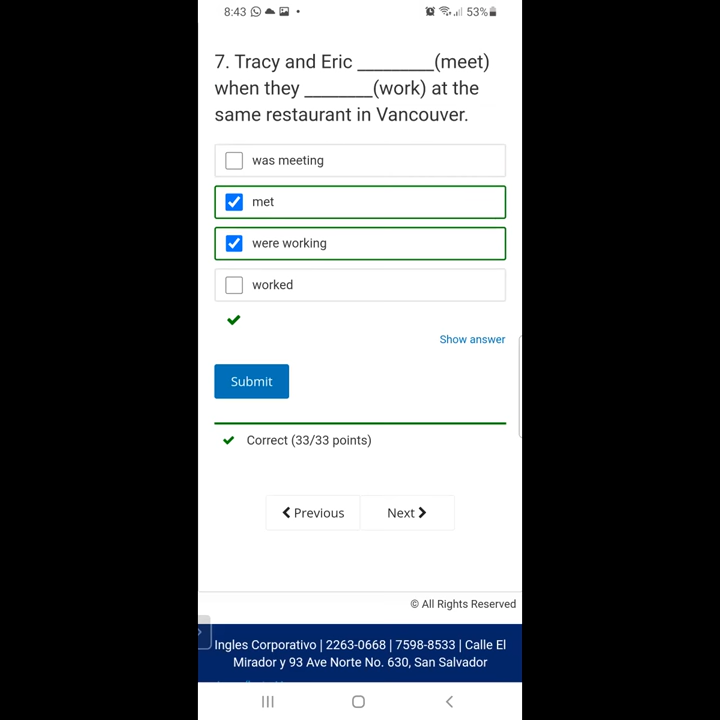 8:43
53%
7. Tracy and Eric _________(meet)
when they ________(work) at the
same restaurant in Vancouver.
was meeting
met
were working
worked
Show answer
Submit
Correct (33/33 points)
Previous
Next
© All Rights Reserved
Ingles Corporativo | 2263-0668 | 7598-8533 | Calle El
Mirador y 93 Ave Norte No. 630, San Salvador